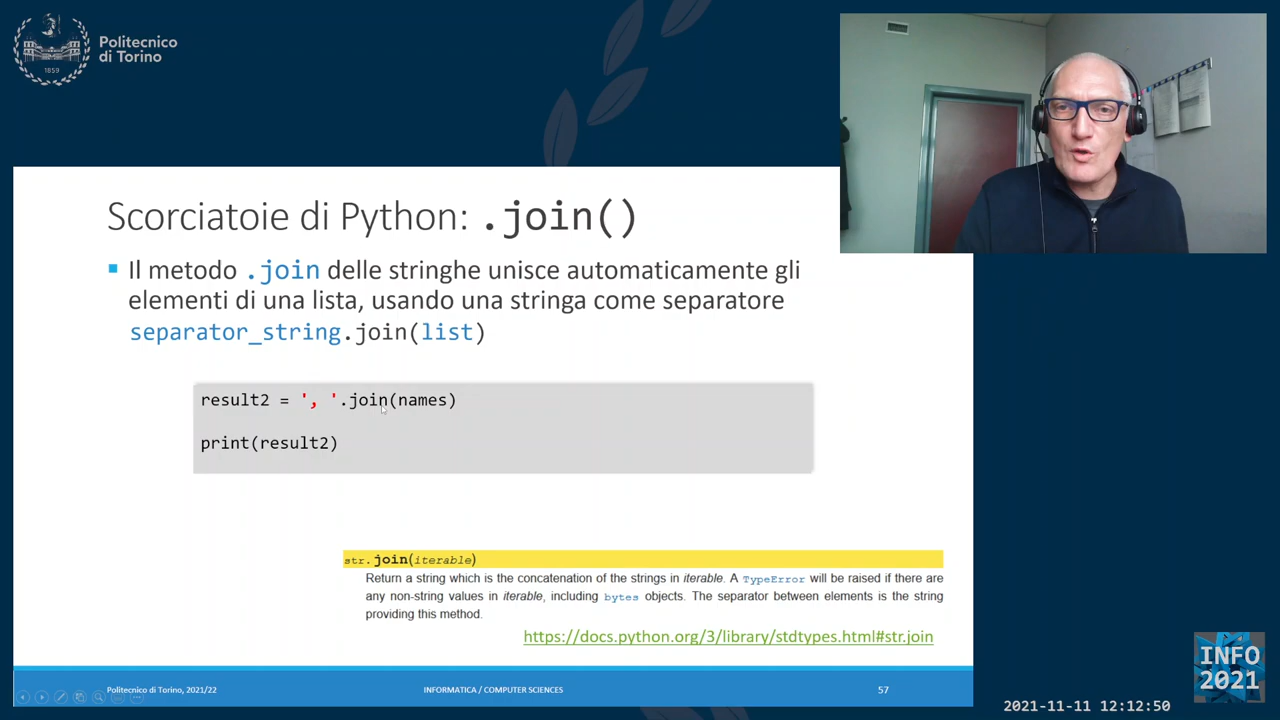 Politecnico
di Torino
1859
Scorciatoie di Python: .join()
Il metodo .join delle stringhe unisce automaticamente gli
elementi di una lista, usando una stringa come separatore
separator_string.join(list)
result2 = ', '.join(names)
print(result2)
str.join(iterable)
Return a string which is the concatenation of the strings in iterable. A TypeError will be raised if there are
any non-string values in iterable, including bytes objects. The separator between elements is the string
providing this method.
https://docs.python.org/3/library/stdtypes.html#str.join
Politecnico di Torino, 2021/22
INFORMATICA / COMPUTER SCIENCES
57
INFO
2021
2021-11-11 12:12:50